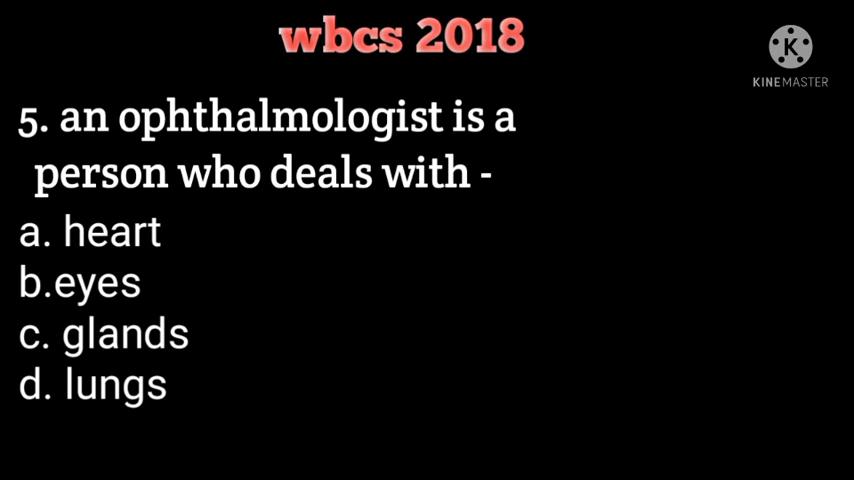 wbcs 2018
KINEMASTER
5. an ophthalmologist is a
person who deals with -
a. heart
b.eyes
c. glands
d. lungs